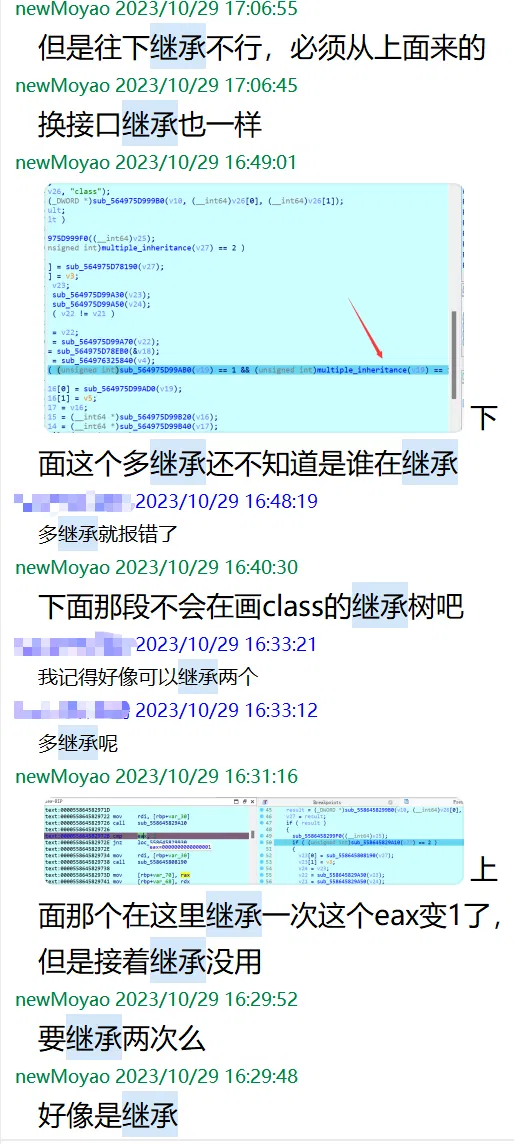 newMoyao 2023/10/29 17:06:55
但是往下继承不行，必须从上面来的
newMoyao 2023/10/29 17:06:45
换接口继承也一样
newMoyao 2023/10/29 16:49:01
v26, "class");
(_DWORD *)sub_564975D999B0(v10, (__int64)v26[0], (__int64)v26[1]);
ult;
lt )
975D999F0((__int64)v25);
nsigned int)multiple_inheritance(v27) == 2 )
] = sub_564975D78190(v27);
] = v3;
v23;
sub_564975D99A30(v23);
sub_564975D99A50(v24);
( v22 != v21 )
= v22;
= sub_564975D99A70(v22);
= sub_564975D78EB0(&v18);
= sub_564976325840(v4);
( (unsigned int)sub_564975D99AB0(v19) == 1 && (unsigned int)multiple_inheritance(v19) ==
16[0] = sub_564975D99AD0(v19);
16[1] = v5;
17 = v16;
15 = (__int64 *)sub_564975D99B20(v16);
14 = (__int64 *)sub_564975D99B40(v17);
下
面这个多继承还不知道是谁在继承
2023/10/29 16:48:19
多继承就报错了
newMoyao 2023/10/29 16:40:30
下面那段不会在画class的继承树吧
2023/10/29 16:33:21
我记得好像可以继承两个
2023/10/29 16:33:12
多继承呢
newMoyao 2023/10/29 16:31:16
上
面那个在这里继承一次这个eax变1了，
但是接着继承没用
newMoyao 2023/10/29 16:29:52
要继承两次么
newMoyao 2023/10/29 16:29:48
好像是继承